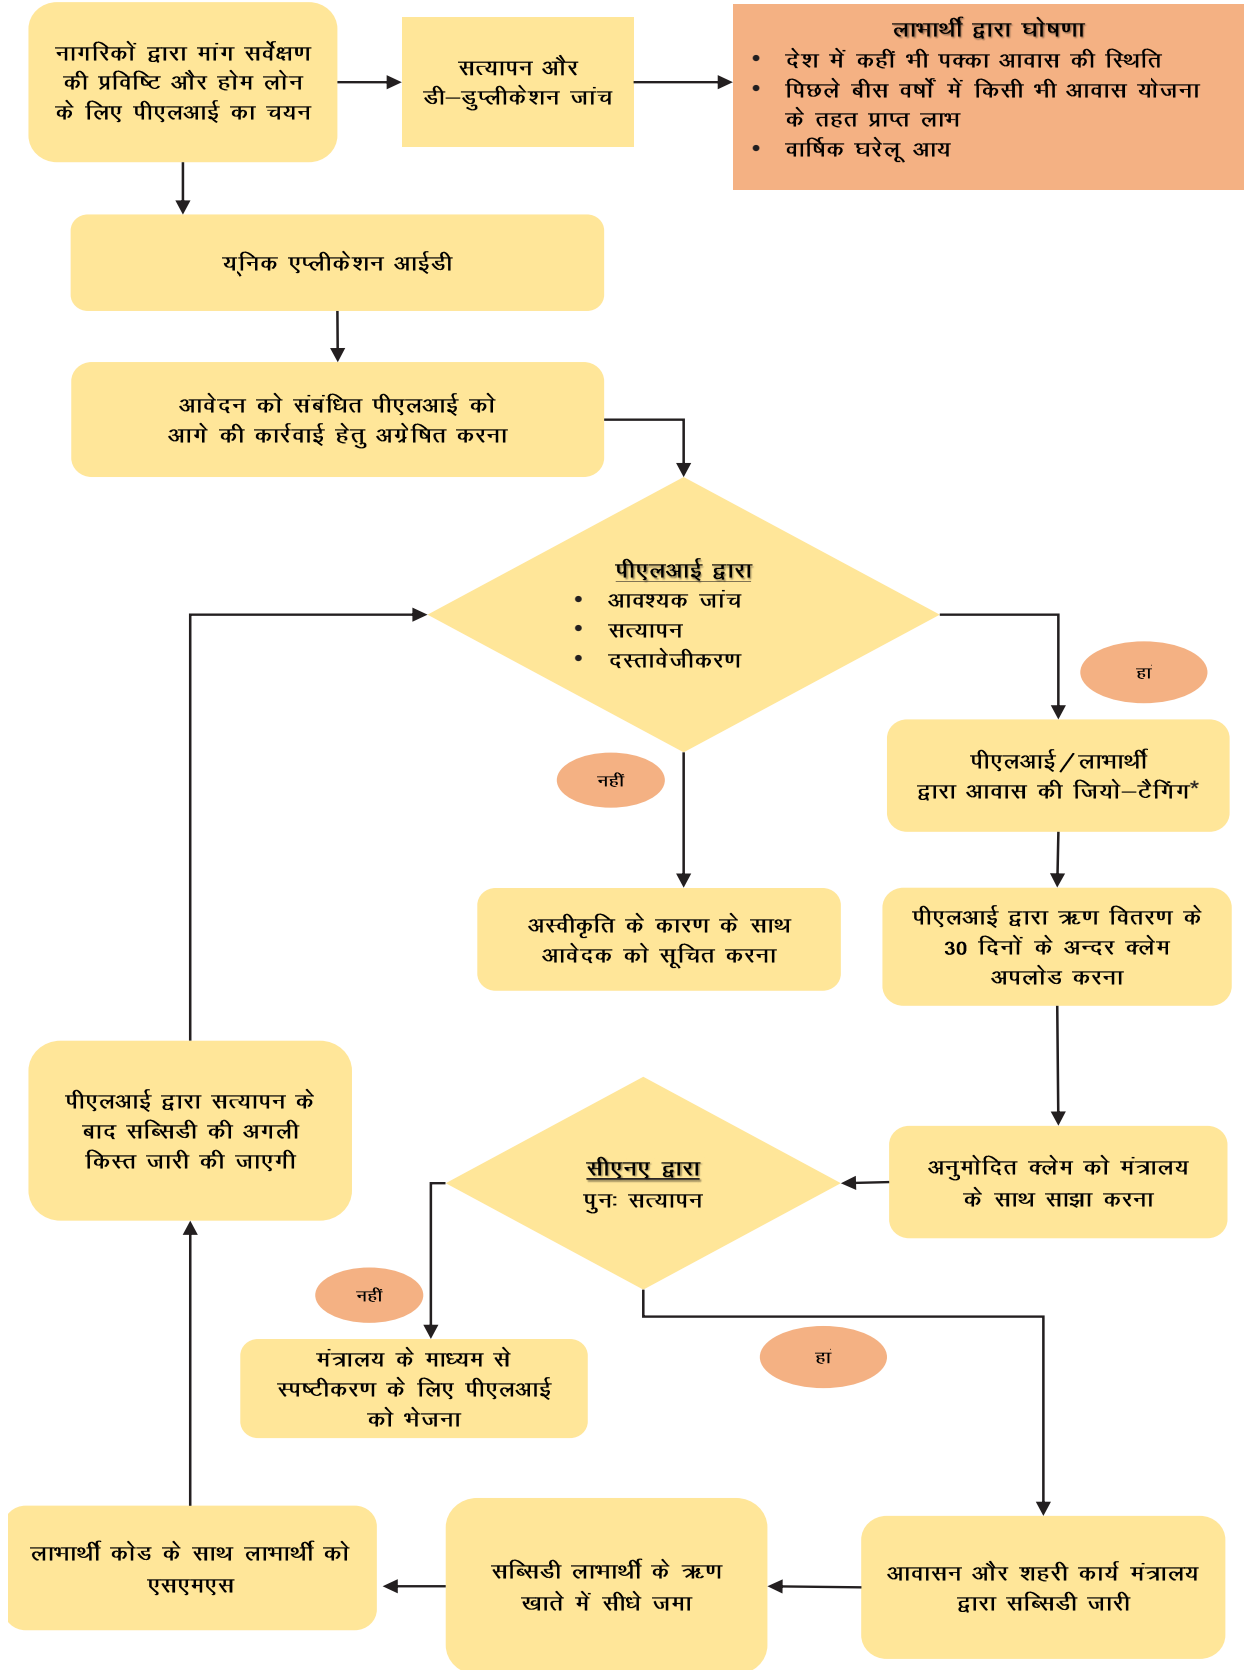 नागरिकों द्वारा मांग सर्वेक्षण
की प्रविष्टि और होम लोन
के लिए पीएलआई का चयन
सत्यापन और
डी–डुप्लीकेशन जांच
लाभार्थी द्वारा घोषणा
• देश में कहीं भी पक्का आवास की स्थिति
• पिछले बीस वर्षों में किसी भी आवास योजना
के तहत प्राप्त लाभ
• वार्षिक घरेलू आय
यूनिक एप्लीकेशन आईडी
आवेदन को संबंधित पीएलआई को
आगे की कार्रवाई हेतु अग्रेषित करना
पीएलआई द्वारा
• आवश्यक जांच
• सत्यापन
• दस्तावेजीकरण
हां
नहीं
पीएलआई/लाभार्थी
द्वारा आवास की जियो–टैगिंग*
अस्वीकृति के कारण के साथ
आवेदक को सूचित करना
पीएलआई द्वारा ऋण वितरण के
30 दिनों के अन्दर क्लेम
अपलोड करना
पीएलआई द्वारा सत्यापन के
बाद सब्सिडी की अगली
किस्त जारी की जाएगी
सीएनए द्वारा
पुनः सत्यापन
अनुमोदित क्लेम को मंत्रालय
के साथ साझा करना
नहीं
हां
मंत्रालय के माध्यम से
स्पष्टीकरण के लिए पीएलआई
को भेजना
लाभार्थी कोड के साथ लाभार्थी को
एसएमएस
सब्सिडी लाभार्थी के ऋण
खाते में सीधे जमा
आवासन और शहरी कार्य मंत्रालय
द्वारा सब्सिडी जारी